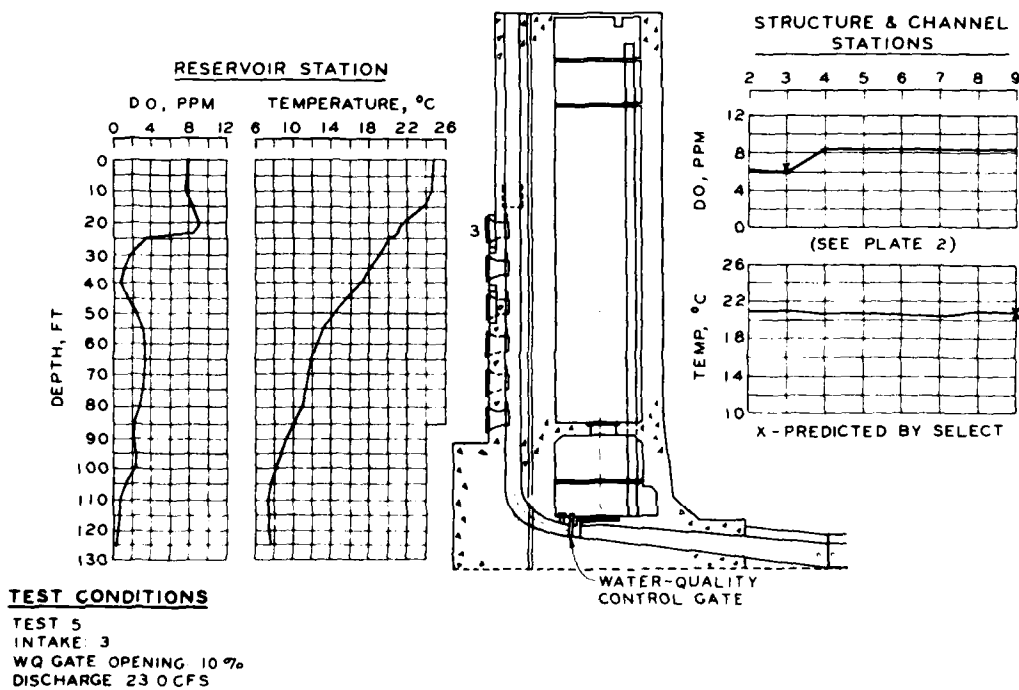 RESERVOIR STATION
DO, PPM
0 4 8 12
TEMPERATURE, °C
6 10 14 18 22 26
DEPTH, FT
0
10
20
30
40
50
60
70
80
90
100
110
120
130
3
WATER-QUALITY
CONTROL GATE
STRUCTURE & CHANNEL
STATIONS
2 3 4 5 6 7 8 9
DO, PPM
12
8
4
0
(SEE PLATE 2)
TEMP, °C
26
22
20
18
14
10
X-PREDICTED BY SELECT
TEST CONDITIONS
TEST 5
INTAKE: 3
WQ GATE OPENING 10%
DISCHARGE 23 0 CFS